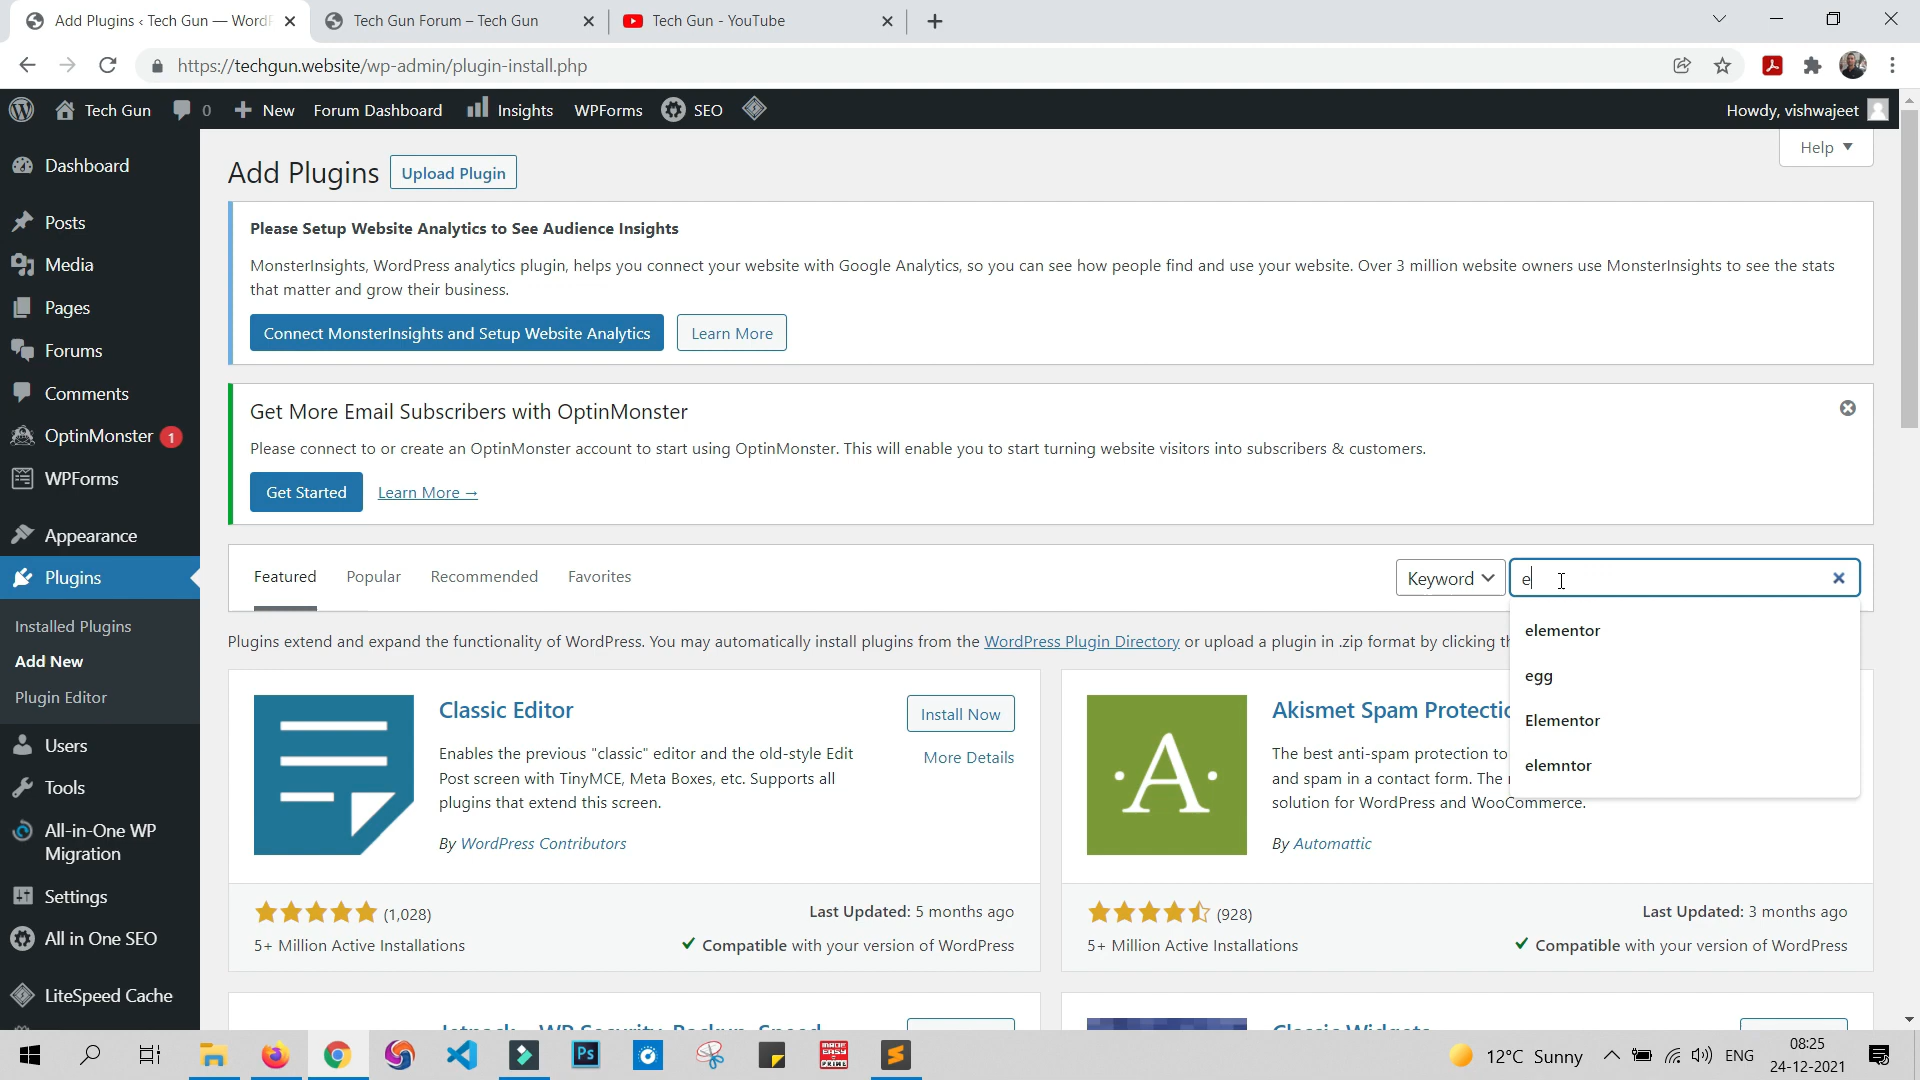 Add Plugins ‹ Tech Gun — WordF
Tech Gun Forum – Tech Gun
Tech Gun - YouTube
https://techgun.website/wp-admin/plugin-install.php
Tech Gun
0
New
Forum Dashboard
Insights
WPForms
SEO
Howdy, vishwajeet
Dashboard
Posts
Media
Pages
Forums
Comments
OptinMonster 1
WPForms
Appearance
Plugins
Installed Plugins
Add New
Plugin Editor
Users
Tools
All-in-One WP
Migration
Settings
All in One SEO
LiteSpeed Cache
Help
Add Plugins
Upload Plugin
Please Setup Website Analytics to See Audience Insights
MonsterInsights, WordPress analytics plugin, helps you connect your website with Google Analytics, so you can see how people find and use your website. Over 3 million website owners use MonsterInsights to see the stats
that matter and grow their business.
Connect MonsterInsights and Setup Website Analytics
Learn More
Get More Email Subscribers with OptinMonster
Please connect to or create an OptinMonster account to start using OptinMonster. This will enable you to start turning website visitors into subscribers & customers.
Get Started
Learn More →
Featured
Popular
Recommended
Favorites
Keyword
e
elementor
egg
Elementor
elemntor
Plugins extend and expand the functionality of WordPress. You may automatically install plugins from the WordPress Plugin Directory or upload a plugin in .zip format by clicking th
Classic Editor
Install Now
More Details
Enables the previous "classic" editor and the old-style Edit
Post screen with TinyMCE, Meta Boxes, etc. Supports all
plugins that extend this screen.
By WordPress Contributors
(1,028)
5+ Million Active Installations
Last Updated: 5 months ago
Compatible with your version of WordPress
A
Akismet Spam Protectio
The best anti-spam protection to
and spam in a contact form. The
solution for WordPress and WooCommerce.
By Automattic
(928)
5+ Million Active Installations
Last Updated: 3 months ago
Compatible with your version of WordPress
Jetpack – WP Security, Backup, Speed
Classic Widgets
Ps
MADE
EASY
PRIME
12°C Sunny
ENG
08:25
24-12-2021